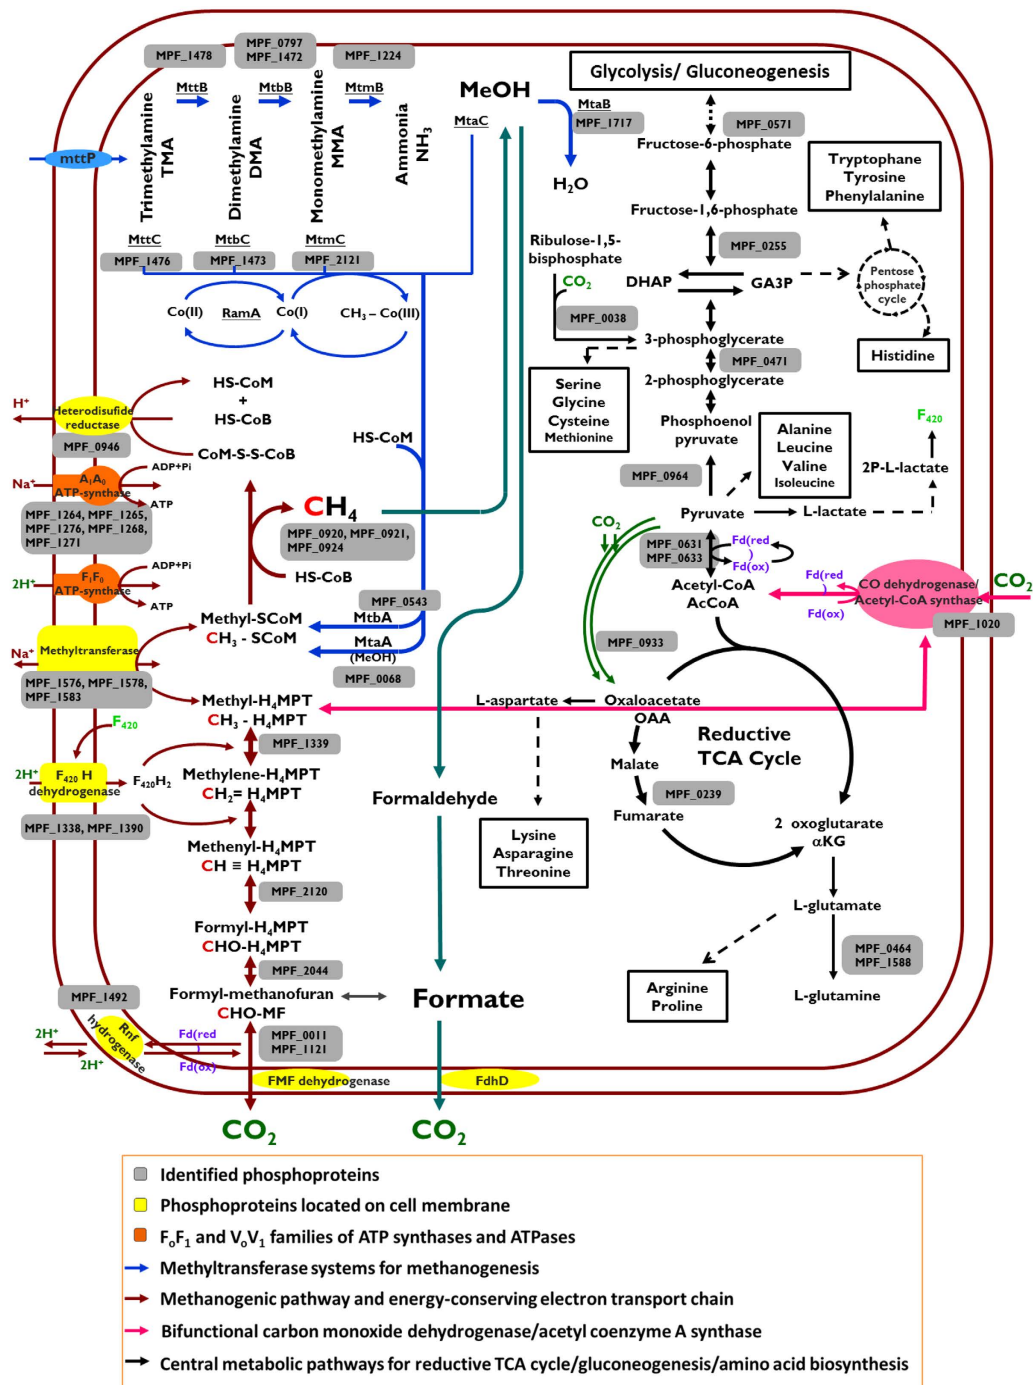 MPF_1478
MPF_0797
MPF_1472
MPF_1224
MttB
MtbB
MtmB
mttP
Trimethylamine
TMA
Dimethylamine
DMA
Monomethylamine
MMA
Ammonia
NH3
MeOH
MtaC
MtaB
MPF_1717
H2O
MttC
MPF_1476
MtbC
MPF_1473
MtmC
MPF_2121
Co(II)
RamA
Co(I)
CH3 – Co(III)
Glycolysis/ Gluconeogenesis
MPF_0571
Fructose-6-phosphate
Fructose-1,6-phosphate
MPF_0255
Tryptophane
Tyrosine
Phenylalanine
Ribulose-1,5-
bisphosphate
CO2
DHAP
GA3P
Pentose
phosphate
cycle
MPF_0038
3-phosphoglycerate
MPF_0471
Histidine
2-phosphoglycerate
Serine
Glycine
Cysteine
Methionine
Phosphoenol
pyruvate
MPF_0964
Alanine
Leucine
Valine
Isoleucine
F420
2P-L-lactate
Pyruvate
L-lactate
H+
Heterodisufide
reductase
MPF_0946
HS-CoM
+
HS-CoB
CoM-S-S-CoB
HS-CoM
Na+
A1A0
ATP-synthase
ADP+Pi
ATP
MPF_1264, MPF_1265,
MPF_1276, MPF_1268,
MPF_1271
CH4
MPF_0920, MPF_0921,
MPF_0924
HS-CoB
2H+
F1F0
ATP-synthase
ADP+Pi
ATP
CO2
MPF_0631
MPF_0633
Fd(red)
Fd(ox)
Acetyl-CoA
AcCoA
Fd(red)
Fd(ox)
CO dehydrogenase/
Acetyl-CoA synthase
CO2
MPF_1020
MPF_0543
MtbA
Methyl-SCoM
CH3 - SCoM
MtaA
(MeOH)
MPF_0068
Methyltransferase
Na+
MPF_1576, MPF_1578,
MPF_1583
MPF_0933
Methyl-H4MPT
CH3 - H4MPT
L-aspartate
Oxaloacetate
OAA
Reductive
TCA Cycle
F420
MPF_1339
2H+
F420 H
dehydrogenase
F420H2
Methylene-H4MPT
CH2= H4MPT
MPF_1338, MPF_1390
Malate
MPF_0239
Fumarate
Formaldehyde
Methenyl-H4MPT
CH ≡ H4MPT
Lysine
Asparagine
Threonine
2 oxoglutarate
αKG
MPF_2120
L-glutamate
Formyl-H4MPT
CHO-H4MPT
MPF_2044
MPF_0464
MPF_1588
Arginine
Proline
L-glutamine
MPF_1492
Formyl-methanofuran
CHO-MF
Formate
Rnf
hydrogenase
2H+
2H+
Fd(red)
Fd(ox)
MPF_0011
MPF_1121
FMF dehydrogenase
FdhD
CO2
CO2
Identified phosphoproteins
Phosphoproteins located on cell membrane
FoF1 and VoV1 families of ATP synthases and ATPases
Methyltransferase systems for methanogenesis
Methanogenic pathway and energy-conserving electron transport chain
Bifunctional carbon monoxide dehydrogenase/acetyl coenzyme A synthase
Central metabolic pathways for reductive TCA cycle/gluconeogenesis/amino acid biosynthesis